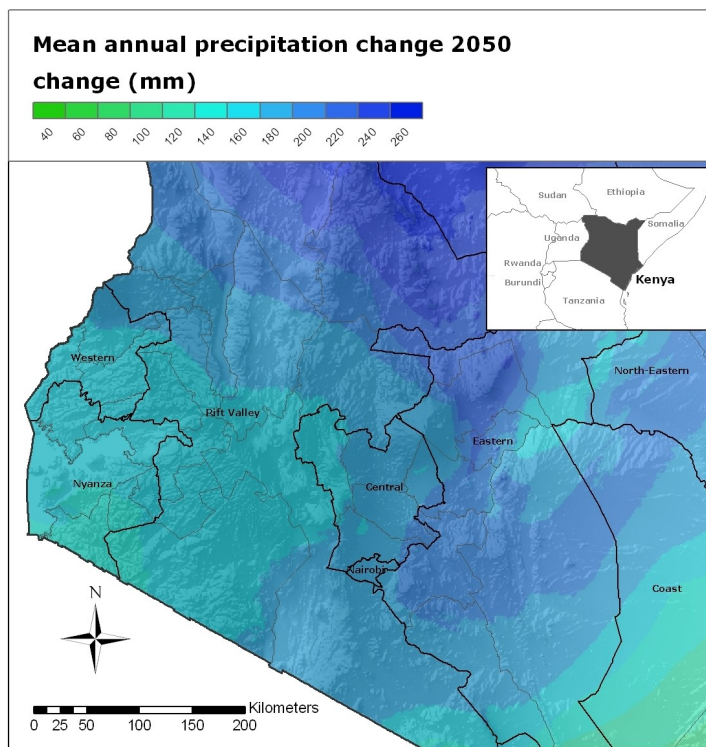 Mean annual precipitation change 2050
change (mm)
40 60 80 100 120 140 160 180 200 220 240 260
Sudan
Ethiopia
Somalia
Uganda
Rwanda
Burundi
Kenya
Tanzania
Western
North-Eastern
Rift Valley
Eastern
Nyanza
Central
Nairobi
Coast
N
Kilometers
0 25 50 100 150 200